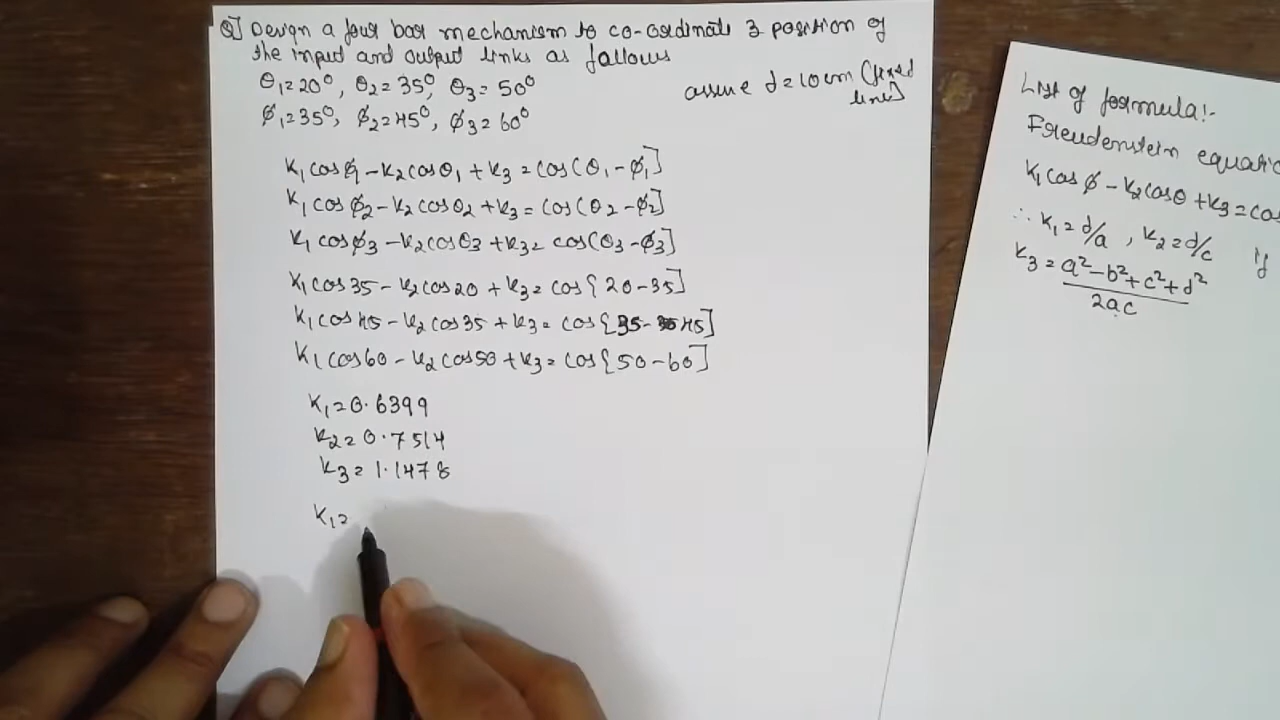 Q] Design a four bar mechanism to co-ordinate 3 position of
the input and output links as follows
θ1=20°, θ2=35°, θ3=50°
ϕ1=35°, ϕ2=45°, ϕ3=60°
assume d=10cm (fixed
link)
K1cosϕ1-K2cosθ1+K3=cos(θ1-ϕ1]
K1cosϕ2-K2cosθ2+K3=cos(θ2-ϕ2]
K1cosϕ3-K2cosθ3+K3=cos(θ3-ϕ3]
K1cos35-K2cos20+K3=cos{20-35]
K1cos45-K2cos35+K3=cos{35-45]
K1cos60-K2cos50+K3=cos{50-60]
K1=0.6399
K2=0.7514
K3=1.1478
K1=
List of formula:-
Freudenstein equatio
K1cosϕ-K2cosθ+K3=cos
∴K1=d/a, K2=d/c if
K3=a²-b²+c²+d²
2ac